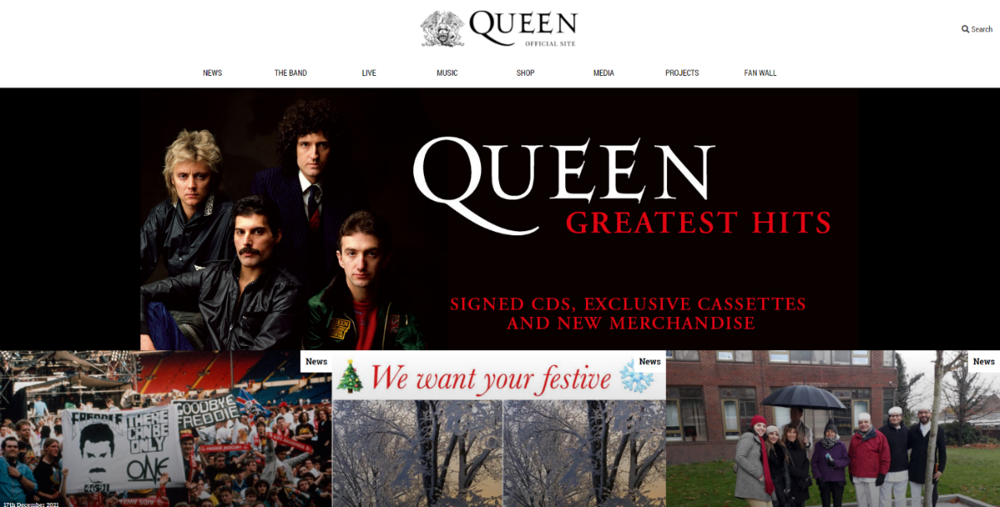 QUEEN
OFFICIAL SITE
Search
NEWS THE BAND LIVE MUSIC SHOP MEDIA PROJECTS FAN WALL
QUEEN
GREATEST HITS
SIGNED CDS, EXCLUSIVE CASSETTES
AND NEW MERCHANDISE
News
We want your festive
News
News
FREDDIE
THERE
CAN BE
ONLY
ONE
GOODBYE
FREDDIE
17th December 2021